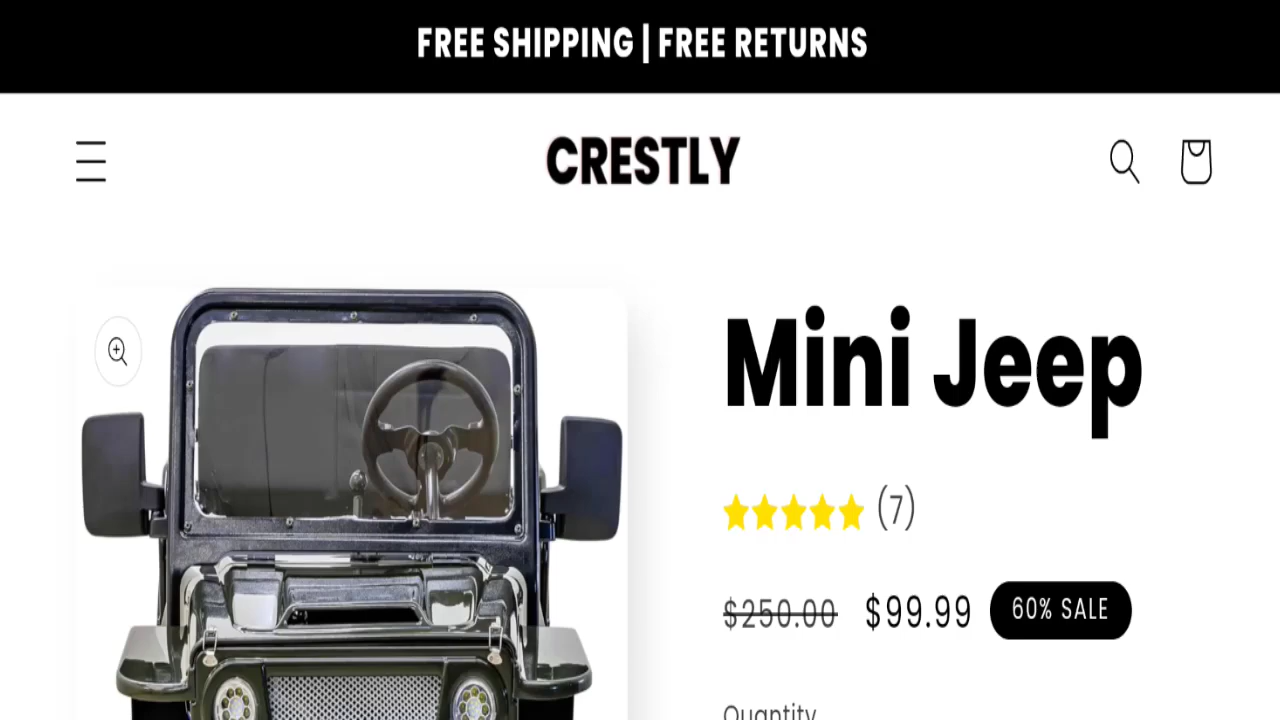 FREE SHIPPING | FREE RETURNS
CRESTLY
Mini Jeep
(7)
$250.00 $99.99 60% SALE
Quantity